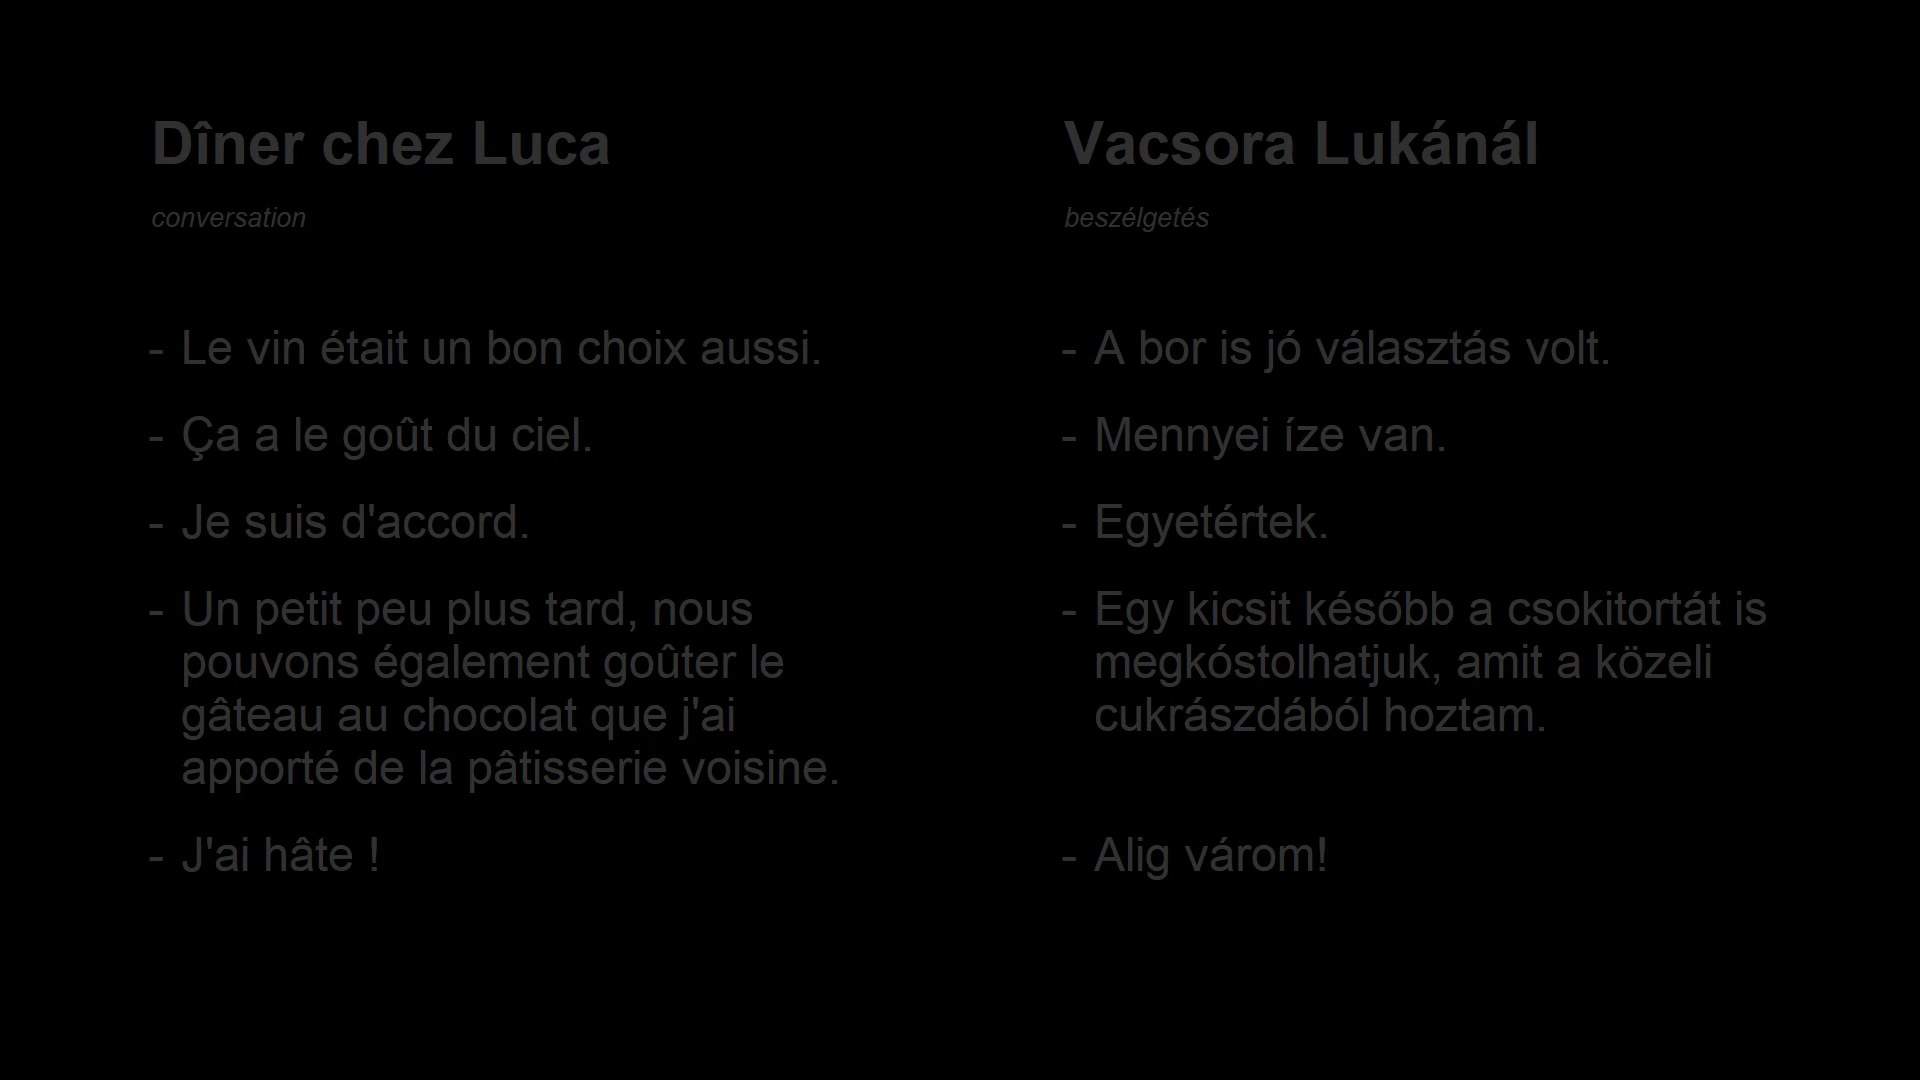 Dîner chez Luca
conversation
- Le vin était un bon choix aussi.
- Ça a le goût du ciel.
- Je suis d'accord.
- Un petit peu plus tard, nous
pouvons également goûter le
gâteau au chocolat que j'ai
apporté de la pâtisserie voisine.
- J'ai hâte !
Vacsora Lukánál
beszélgetés
- A bor is jó választás volt.
- Mennyei íze van.
- Egyetértek.
- Egy kicsit később a csokitortát is
megkóstolhatjuk, amit a közeli
cukrászdából hoztam.
- Alig várom!